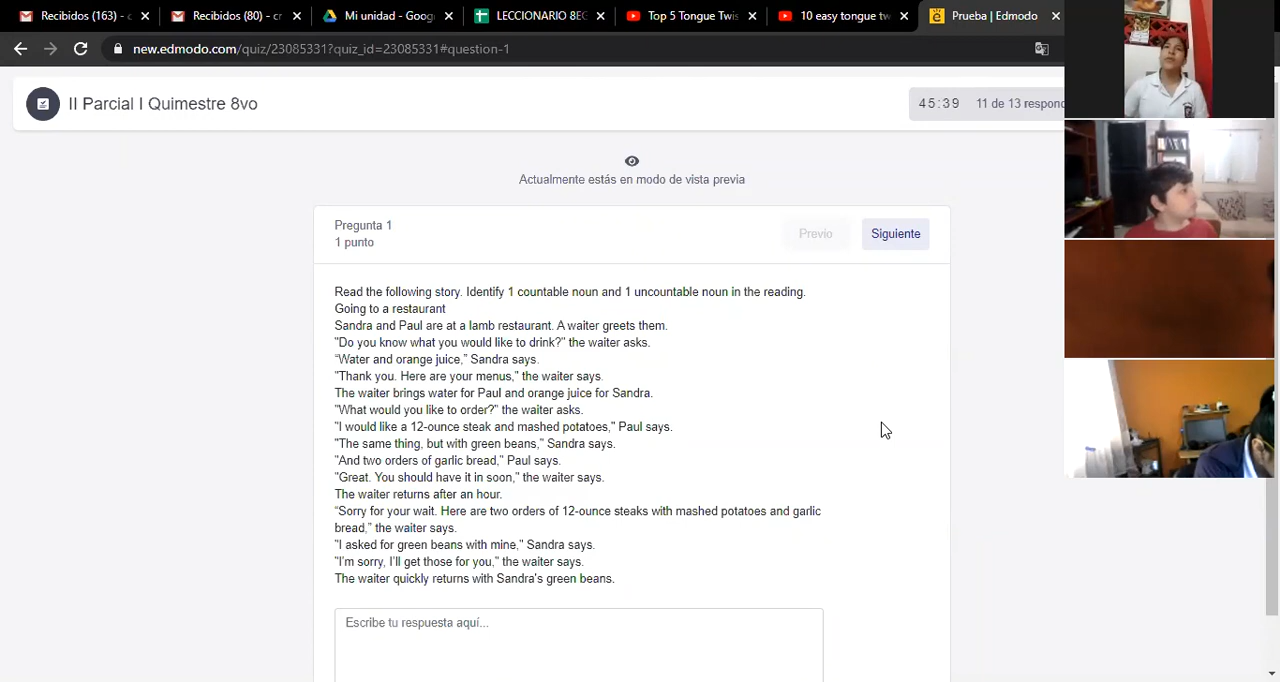 Recibidos (163) - c
Recibidos (80) - cr
Mi unidad - Goog
LECCIONARIO 8EG
Top 5 Tongue Twis
10 easy tongue tw
Prueba | Edmodo
new.edmodo.com/quiz/23085331?quiz_id=23085331#question-1
II Parcial I Quimestre 8vo
45:39
11 de 13 respond
Actualmente estás en modo de vista previa
Pregunta 1
1 punto
Previo
Siguiente
Read the following story. Identify 1 countable noun and 1 uncountable noun in the reading.
Going to a restaurant
Sandra and Paul are at a lamb restaurant. A waiter greets them.
"Do you know what you would like to drink?" the waiter asks.
“Water and orange juice,” Sandra says.
"Thank you. Here are your menus," the waiter says.
The waiter brings water for Paul and orange juice for Sandra.
"What would you like to order?" the waiter asks.
"I would like a 12-ounce steak and mashed potatoes," Paul says.
"The same thing, but with green beans," Sandra says.
"And two orders of garlic bread," Paul says.
"Great. You should have it in soon," the waiter says.
The waiter returns after an hour.
“Sorry for your wait. Here are two orders of 12-ounce steaks with mashed potatoes and garlic
bread,” the waiter says.
"I asked for green beans with mine," Sandra says.
"I'm sorry, I'll get those for you," the waiter says.
The waiter quickly returns with Sandra's green beans.
Escribe tu respuesta aquí...